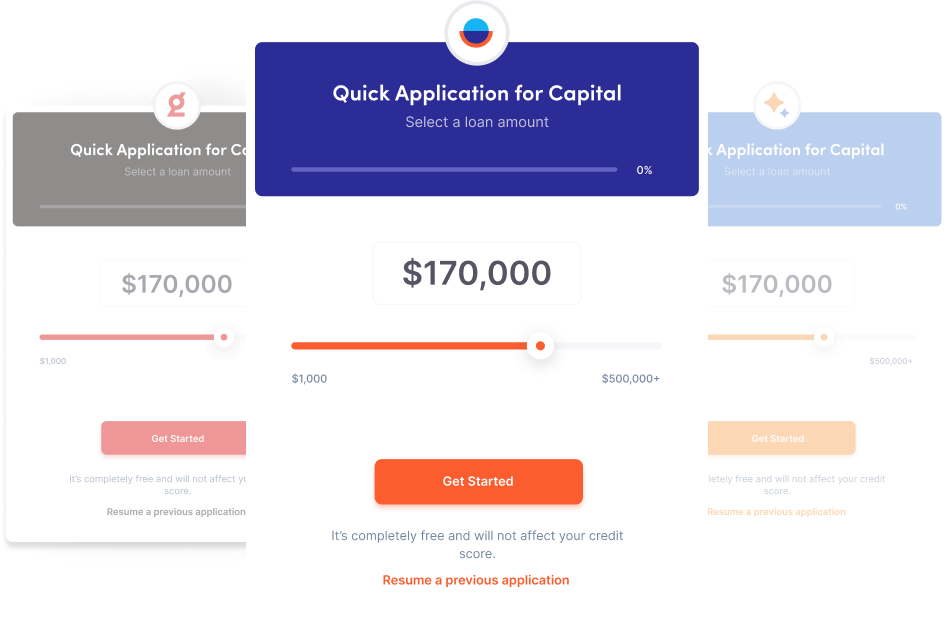 Quick Application for Capital
Select a loan amount
0%
$170,000
$1,000
$500,000+
Get Started
It's completely free and will not affect your credit
score.
Resume a previous application
g
Quick Application for
Select a loan amount
$170,000
$1,000
Get Started
It's completely free and will not affect
score.
Resume a previous application
Application for Capital
Select a loan amount
0%
$170,000
$500,000+
Get Started
free and will not affect your credit
score.
Resume a previous application